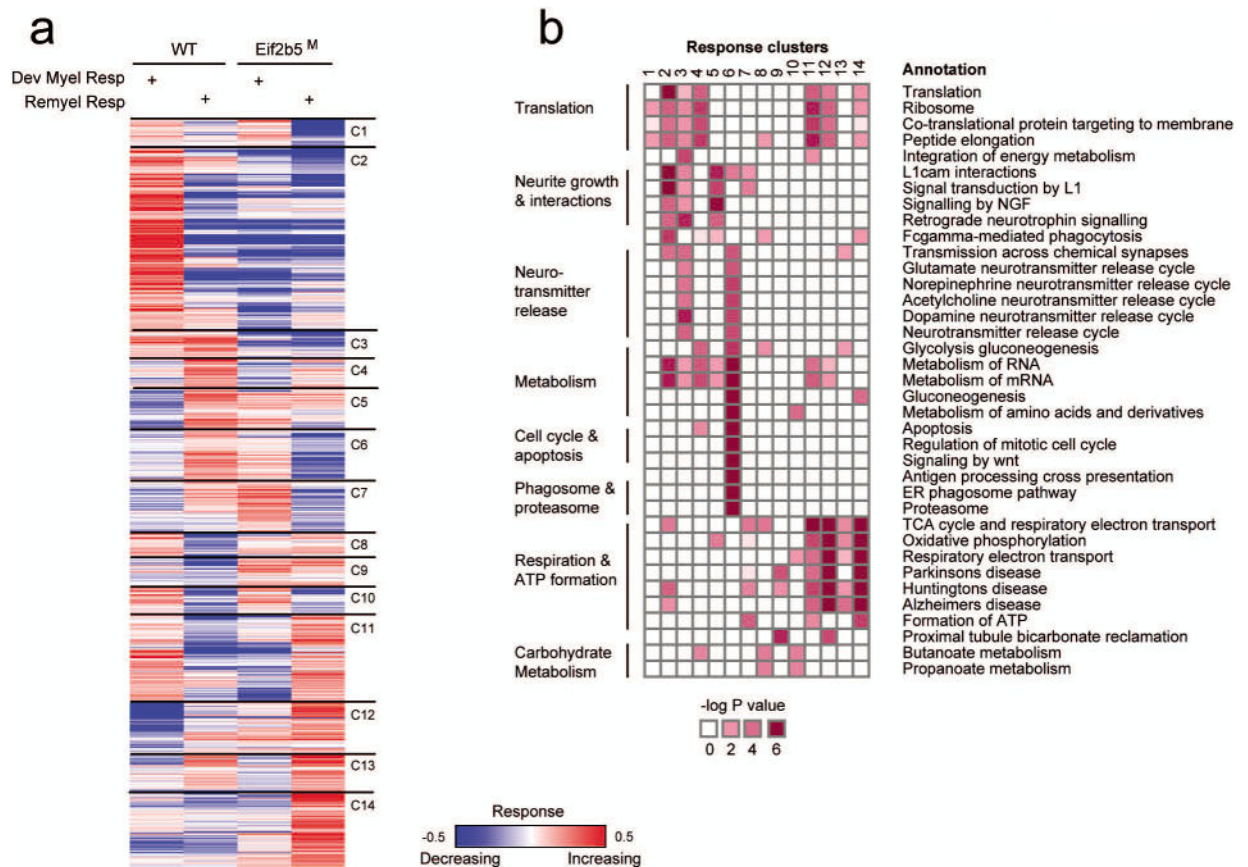 a
WT
Eif2b5 M
Dev Myel Resp + +
Remyel Resp + +
C1
C2
C3
C4
C5
C6
C7
C8
C9
C10
C11
C12
C13
C14
Response
-0.5 0.5
Decreasing Increasing
b
Response clusters
1 2 3 4 5 6 7 8 9 10 11 12 13 14
Annotation
Translation
Neurite growth
& interactions
Neuro-
transmitter
release
Metabolism
Cell cycle &
apoptosis
Phagosome &
proteasome
Respiration &
ATP formation
Carbohydrate
Metabolism
Translation
Ribosome
Co-translational protein targeting to membrane
Peptide elongation
Integration of energy metabolism
L1cam interactions
Signal transduction by L1
Signalling by NGF
Retrograde neurotrophin signalling
Fcgamma-mediated phagocytosis
Transmission across chemical synapses
Glutamate neurotransmitter release cycle
Norepinephrine neurotransmitter release cycle
Acetylcholine neurotransmitter release cycle
Dopamine neurotransmitter release cycle
Neurotransmitter release cycle
Glycolysis gluconeogenesis
Metabolism of RNA
Metabolism of mRNA
Gluconeogenesis
Metabolism of amino acids and derivatives
Apoptosis
Regulation of mitotic cell cycle
Signaling by wnt
Antigen processing cross presentation
ER phagosome pathway
Proteasome
TCA cycle and respiratory electron transport
Oxidative phosphorylation
Respiratory electron transport
Parkinsons disease
Huntingtons disease
Alzheimers disease
Formation of ATP
Proximal tubule bicarbonate reclamation
Butanoate metabolism
Propanoate metabolism
-log P value
0 2 4 6